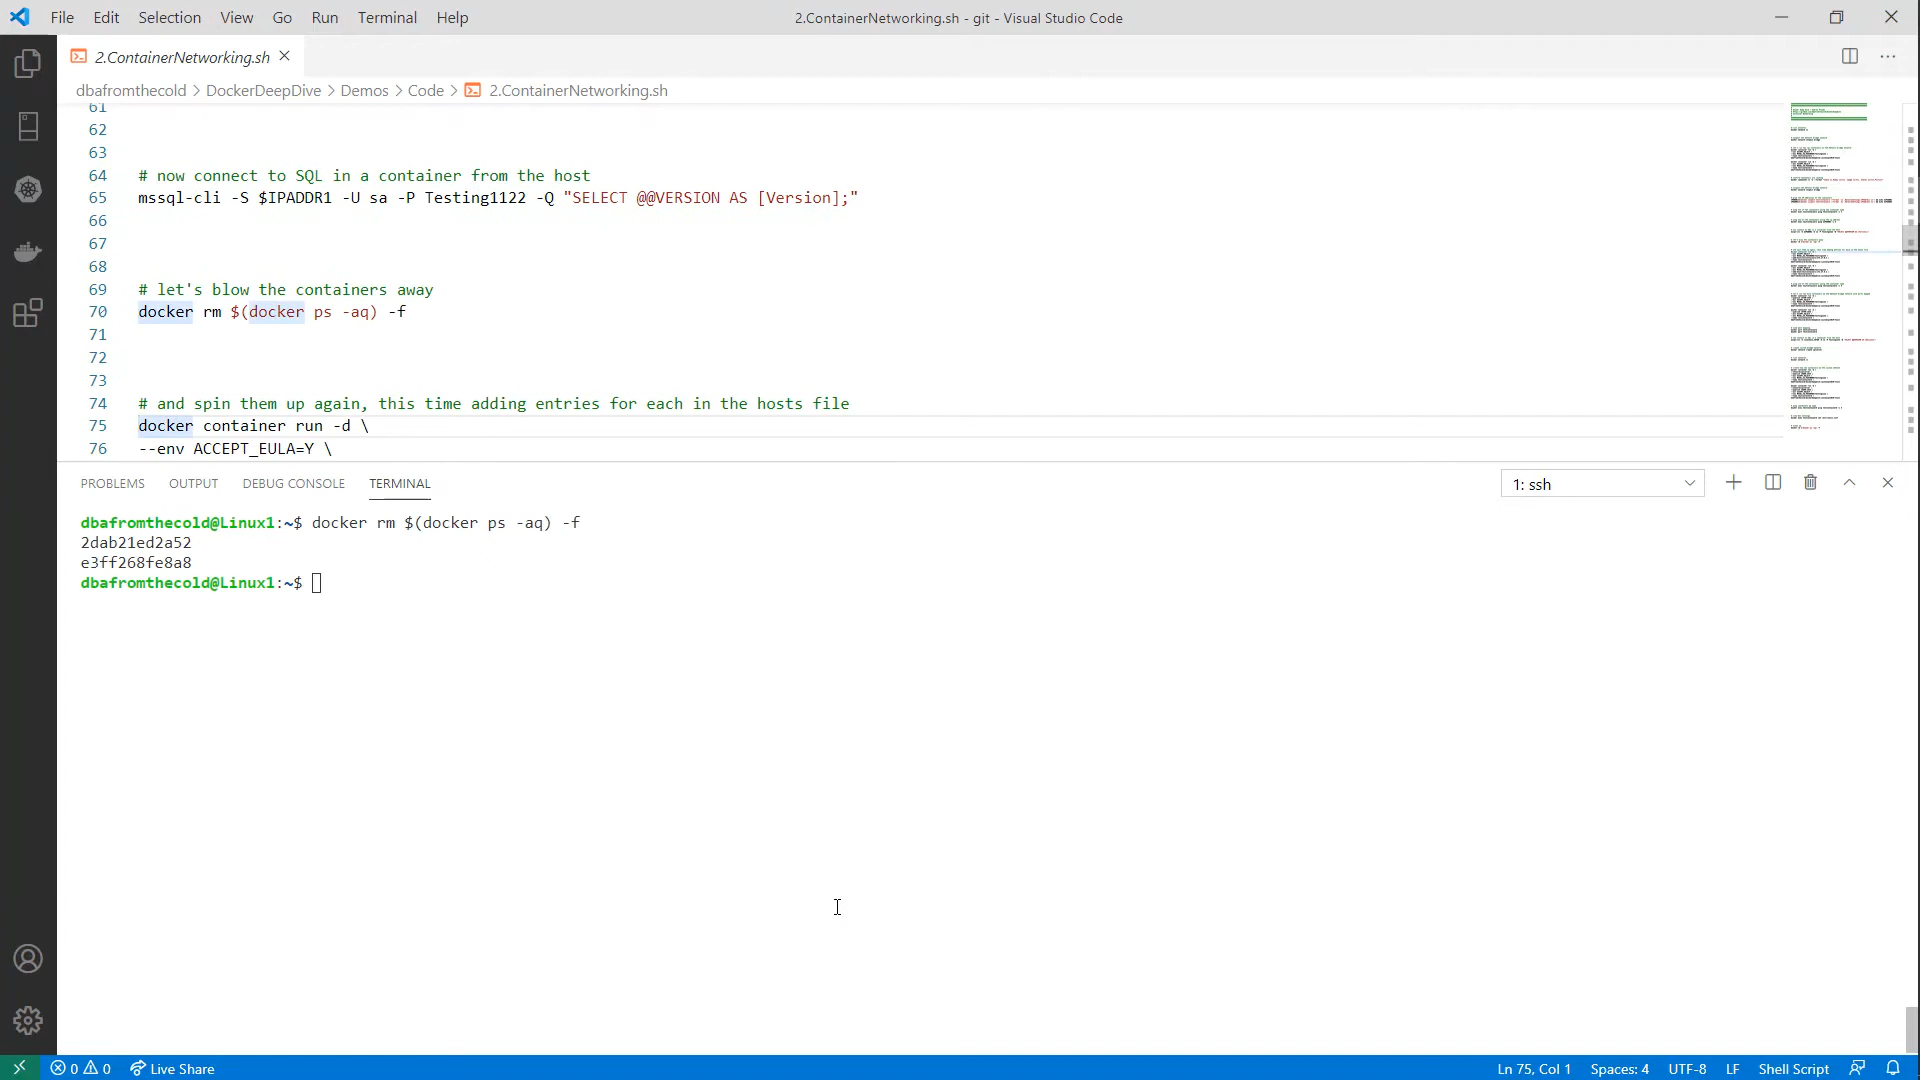 File Edit Selection View Go Run Terminal Help
2.ContainerNetworking.sh - git - Visual Studio Code
2.ContainerNetworking.sh
dbafromthecold > DockerDeepDive > Demos > Code > 2.ContainerNetworking.sh
61
62
63
64 # now connect to SQL in a container from the host
65 mssql-cli -S $IPADDR1 -U sa -P Testing1122 -Q "SELECT @@VERSION AS [Version];"
66
67
68
69 # let's blow the containers away
70 docker rm $(docker ps -aq) -f
71
72
73
74 # and spin them up again, this time adding entries for each in the hosts file
75 docker container run -d \
76 --env ACCEPT_EULA=Y \
PROBLEMS OUTPUT DEBUG CONSOLE TERMINAL
1: ssh
dbafromthecold@Linux1:~$ docker rm $(docker ps -aq) -f
2dab21ed2a52
e3ff268fe8a8
dbafromthecold@Linux1:~$
0 0 Live Share
Ln 75, Col 1 Spaces: 4 UTF-8 LF Shell Script